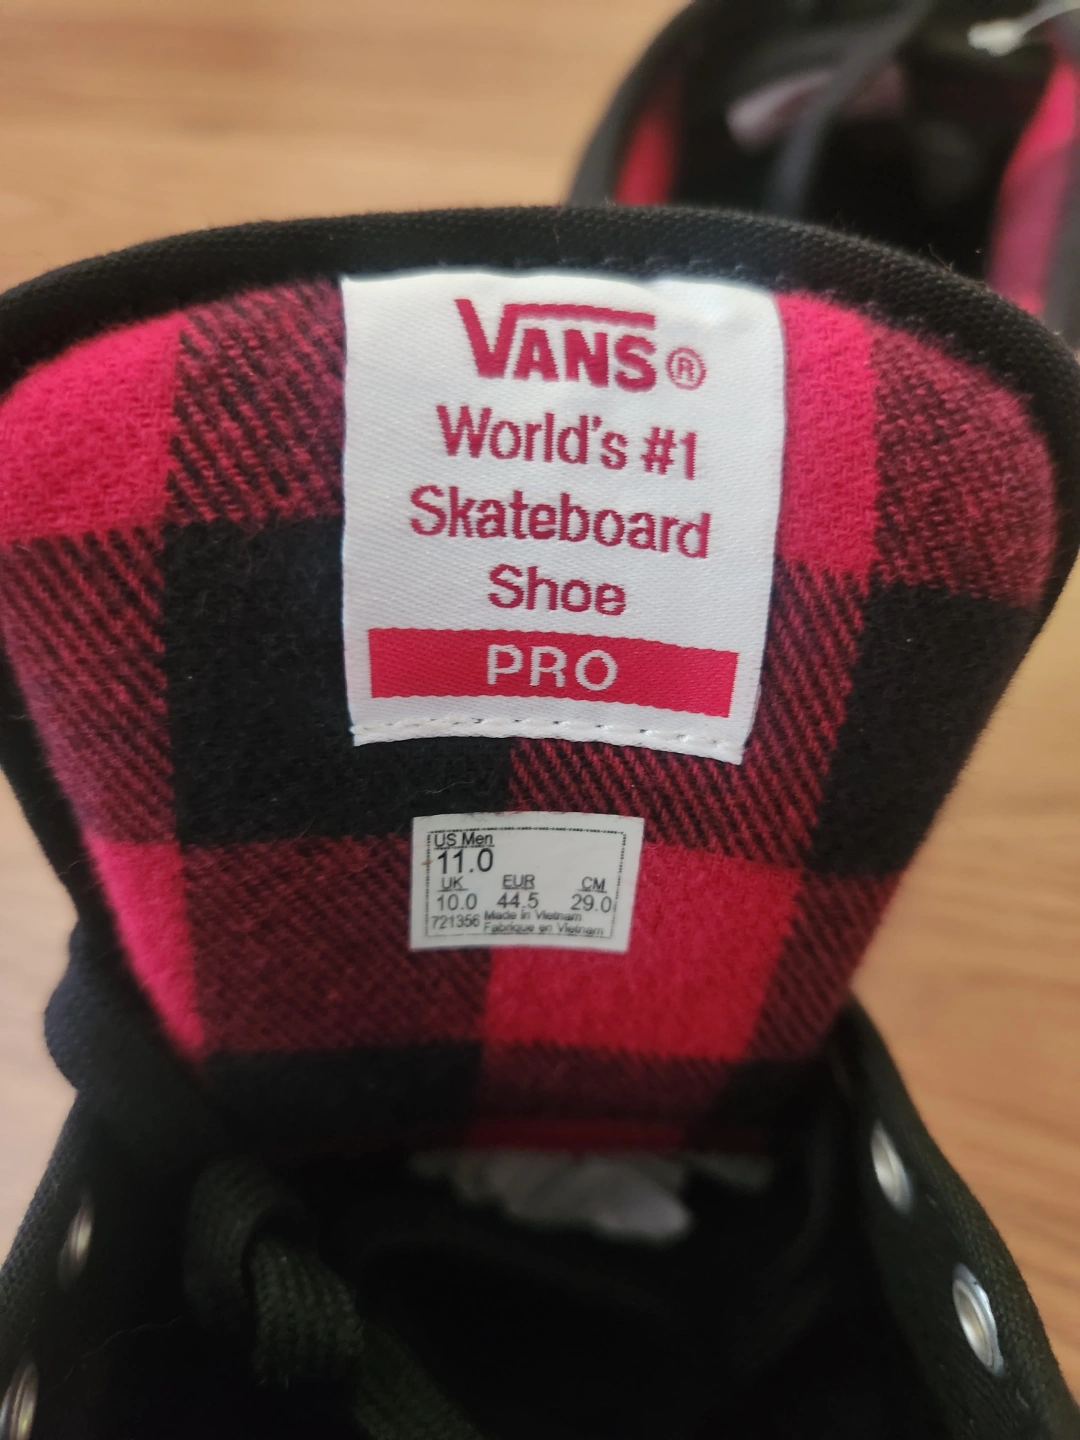 VANS®
World's #1
Skateboard
Shoe
PRO
US Men
11.0
UK EUR CM
10.0 44.5 29.0
721356 Made in Vietnam
Fabrique en Vietnam